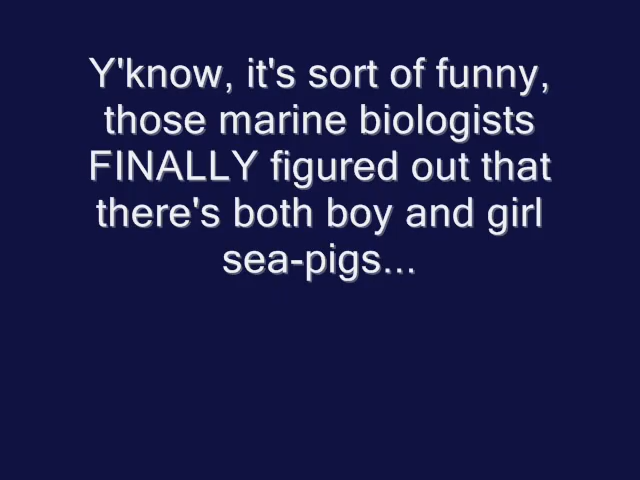 Y'know, it's sort of funny,
those marine biologists
FINALLY figured out that
there's both boy and girl
sea-pigs...